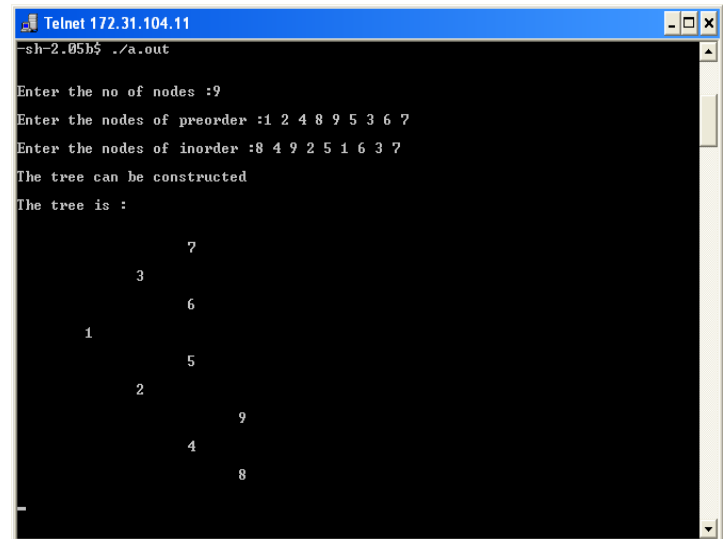 Telnet 172.31.104.11
-sh-2.05b$ ./a.out
Enter the no of nodes :9
Enter the nodes of preorder :1 2 4 8 9 5 3 6 7
Enter the nodes of inorder :8 4 9 2 5 1 6 3 7
The tree can be constructed
The tree is :
7
3
6
1
5
2
9
4
8